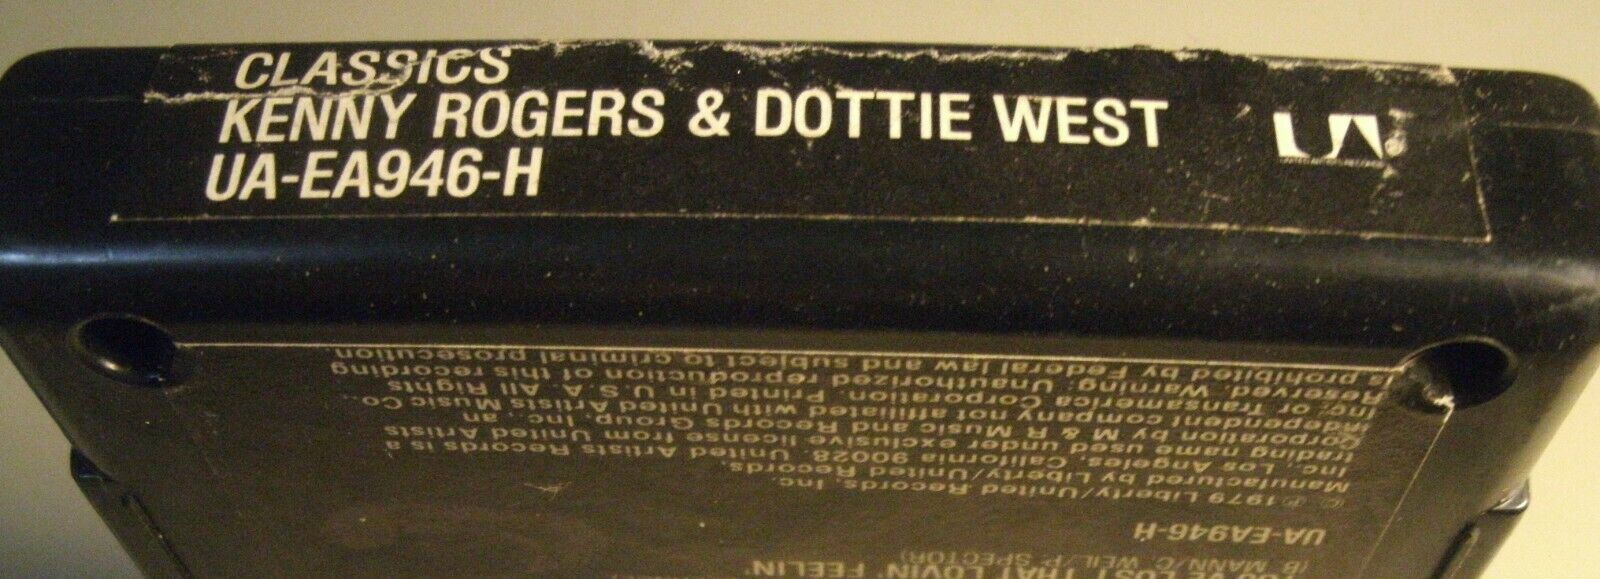 CLASSICS
KENNY ROGERS & DOTTIE WEST
UA-EA946-H
UA
LOST THAT LOVIN' FEELIN'
(B. MANN/C. WEIL/P. SPECTOR)
UA-EA946-H
℗ 1979 Liberty/United Records, Inc.
Manufactured by Liberty/United Records,
Inc. Los Angeles, California 90028. United Artists Records is a
trading name used under exclusive license from United Artists
Corporation by M & R Music and Records Group, Inc., an
independent company not affiliated with United Artists Music Co.,
Inc. or Transamerica Corporation. Printed in U.S.A. All Rights
Reserved. Warning: Unauthorized reproduction of this recording
is prohibited by Federal law and subject to criminal prosecution